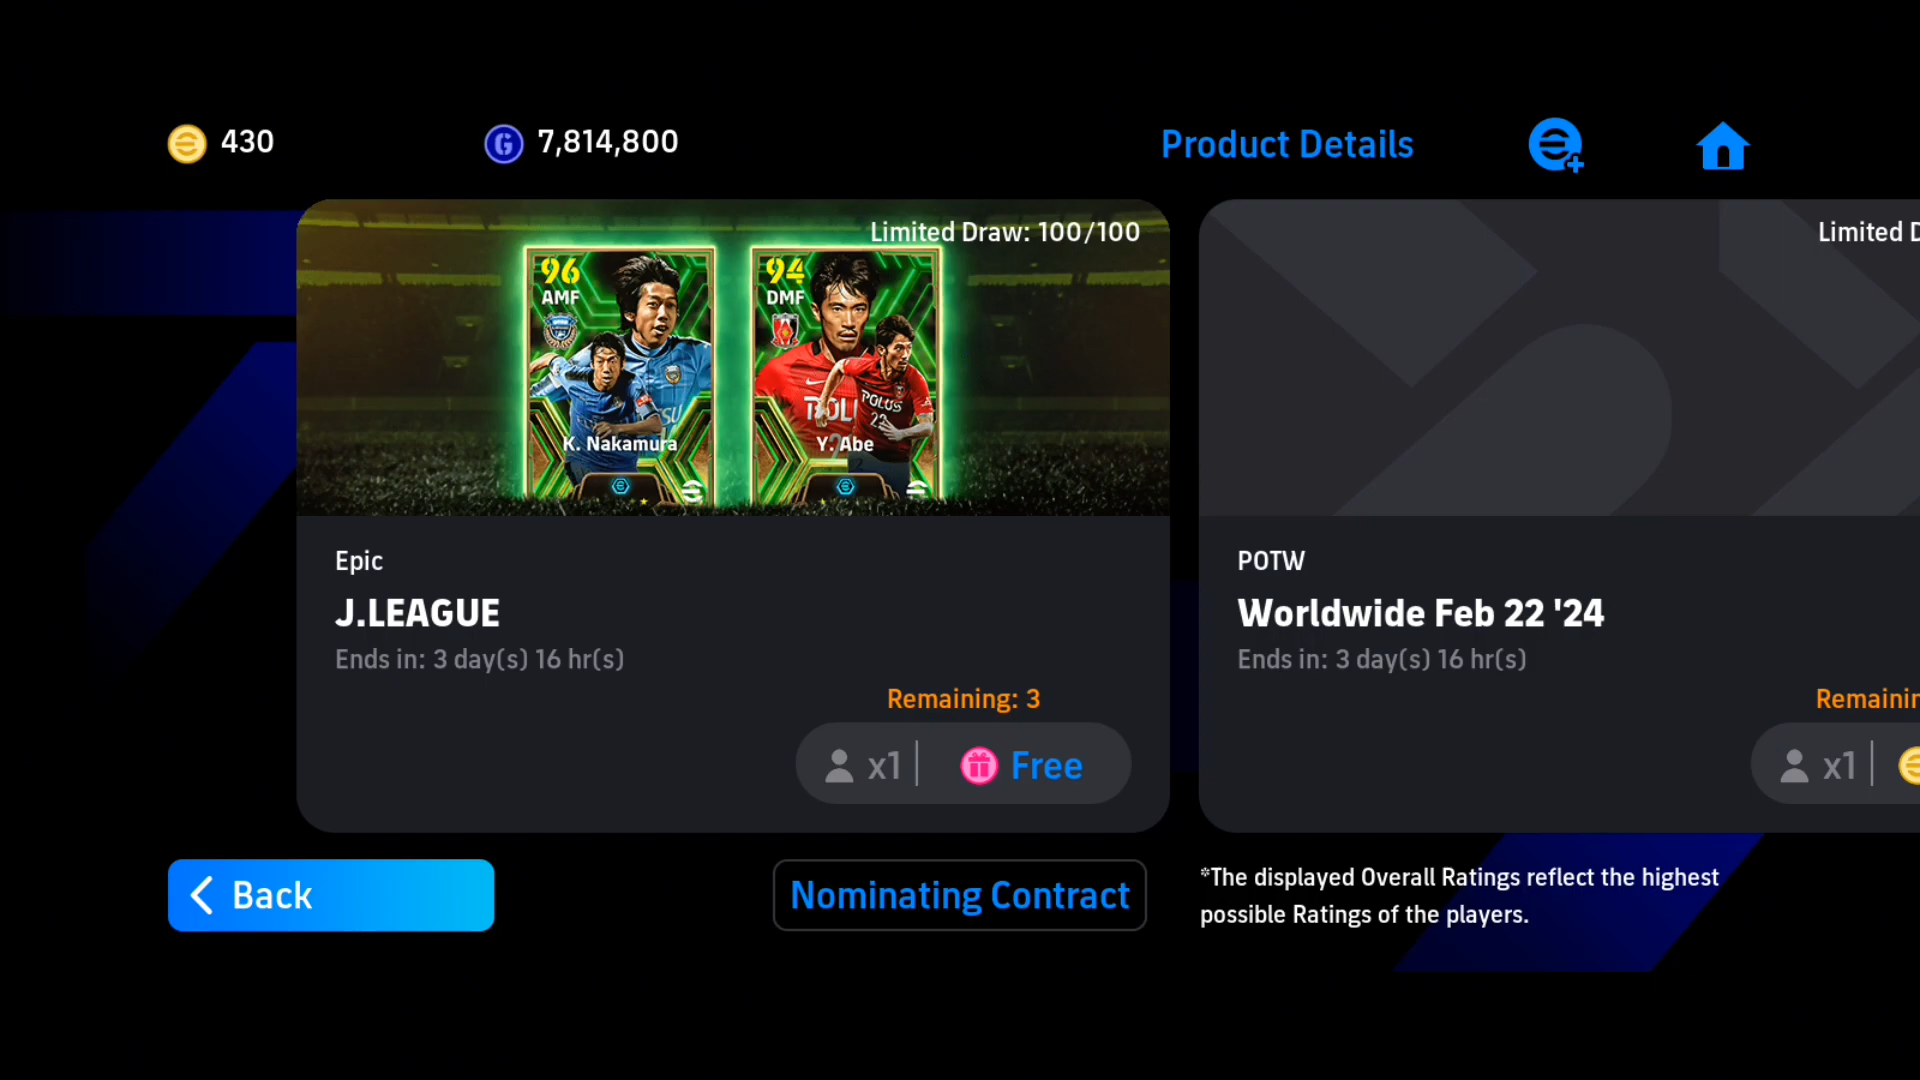 430
7,814,800
Product Details
Limited Draw: 100/100
96
AMF
K. Nakamura
94
DMF
Y. Abe
Epic
J.LEAGUE
Ends in: 3 day(s) 16 hr(s)
Remaining: 3
x1
Free
Limited
POTW
Worldwide Feb 22 '24
Ends in: 3 day(s) 16 hr(s)
x1
Back
Nominating Contract
*The displayed Overall Ratings reflect the highest
possible Ratings of the players.